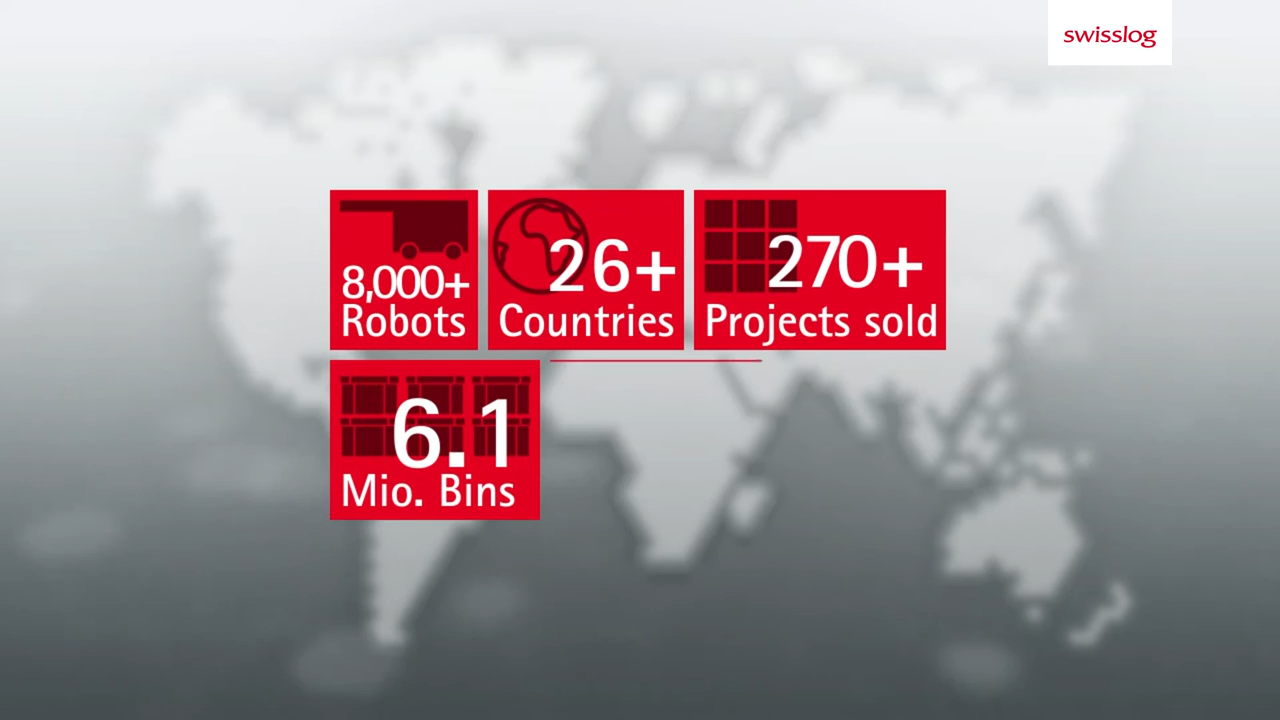 swisslog
8,000+
Robots
26+
Countries
270+
Projects sold
6.1
Mio. Bins